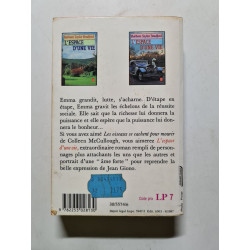 L'ESPACE
D'UNE VIE
L'ESPACE
D'UNE VIE
Emma grandit, lutte, s'acharne. D'étape en
étape, Emma gravit les échelons de la réussite
sociale. Elle sait que la richesse lui donnera
la puissance et elle espère que la puissance lui don-
nera le bonheur...
Si vous avez aimé Les oiseaux se cachent pour mourir
de Colleen McCullough, vous aimerez L'espace
d'une vie, extraordinaire roman rempli de person-
nages plus attachants les uns que les autres et
portrait d'une "âme forte" pour reprendre la
belle expression de Jean Giono.
Code prix LP 7